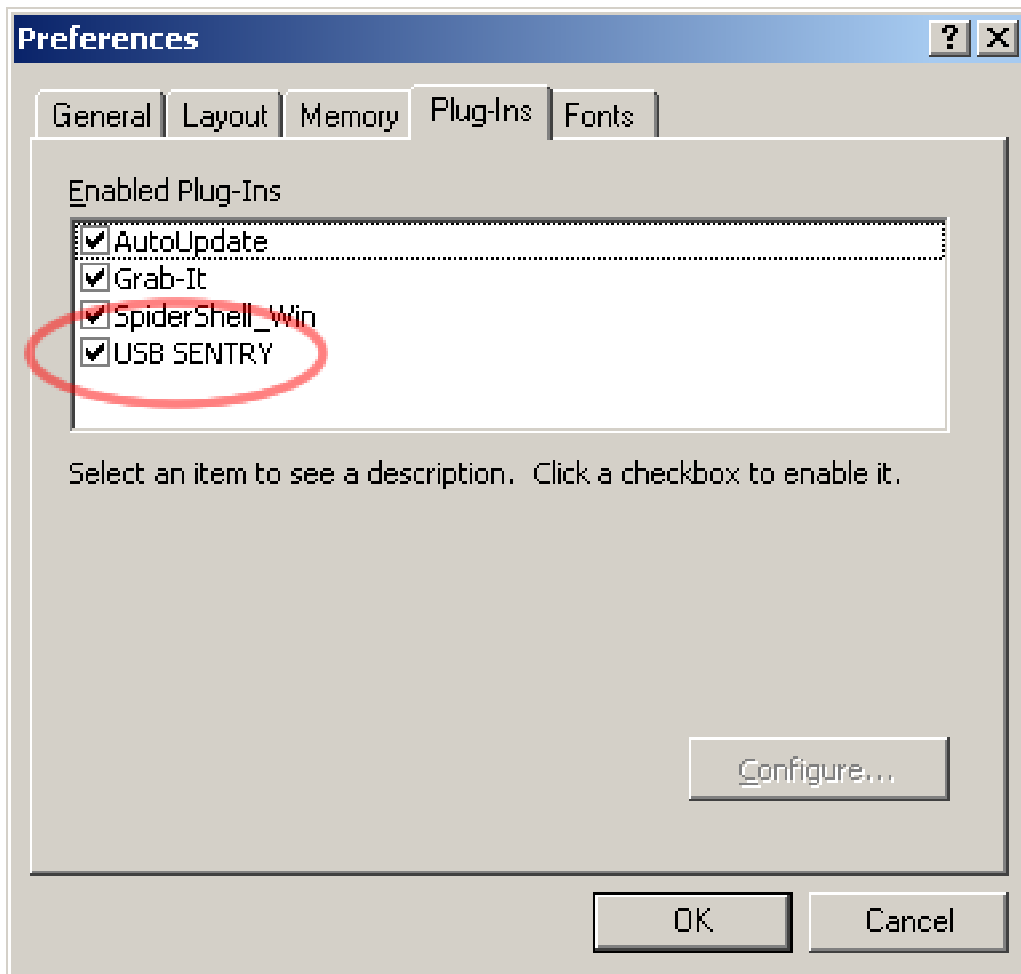 Preferences
General Layout Memory Plug-Ins Fonts
Enabled Plug-Ins
AutoUpdate
Grab-It
SpiderShell_Win
USB SENTRY
Select an item to see a description. Click a checkbox to enable it.
Configure...
OK Cancel